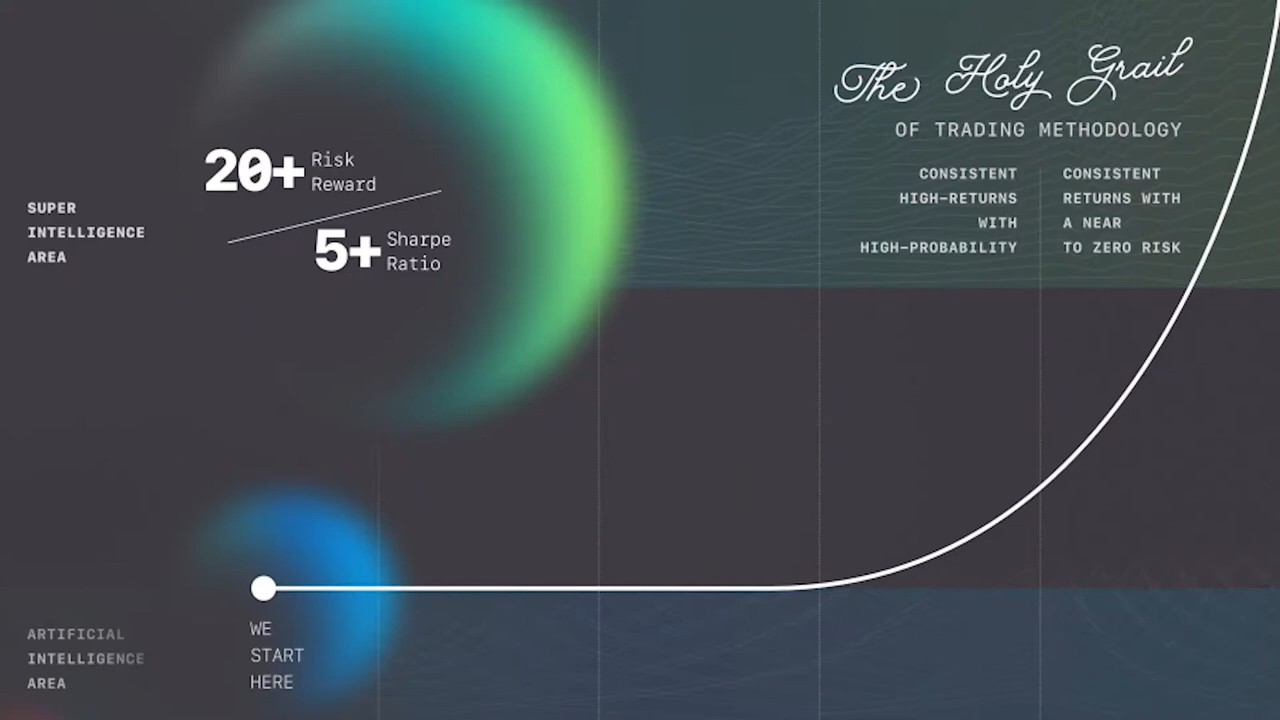 The Holy Grail
OF TRADING METHODOLOGY
CONSISTENT
HIGH-RETURNS
WITH
HIGH-PROBABILITY
CONSISTENT
RETURNS WITH
A NEAR
TO ZERO RISK
20+ Risk
Reward
5+ Sharpe
Ratio
SUPER
INTELLIGENCE
AREA
WE
START
HERE
ARTIFICIAL
INTELLIGENCE
AREA